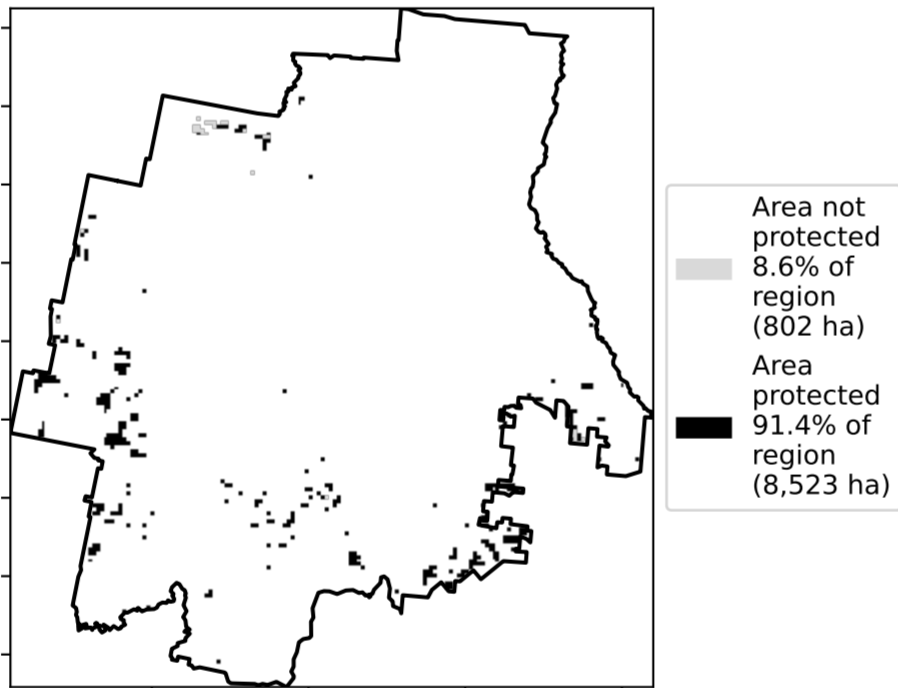 Area not
protected
8.6% of
region
(802 ha)
Area
protected
91.4% of
region
(8,523 ha)